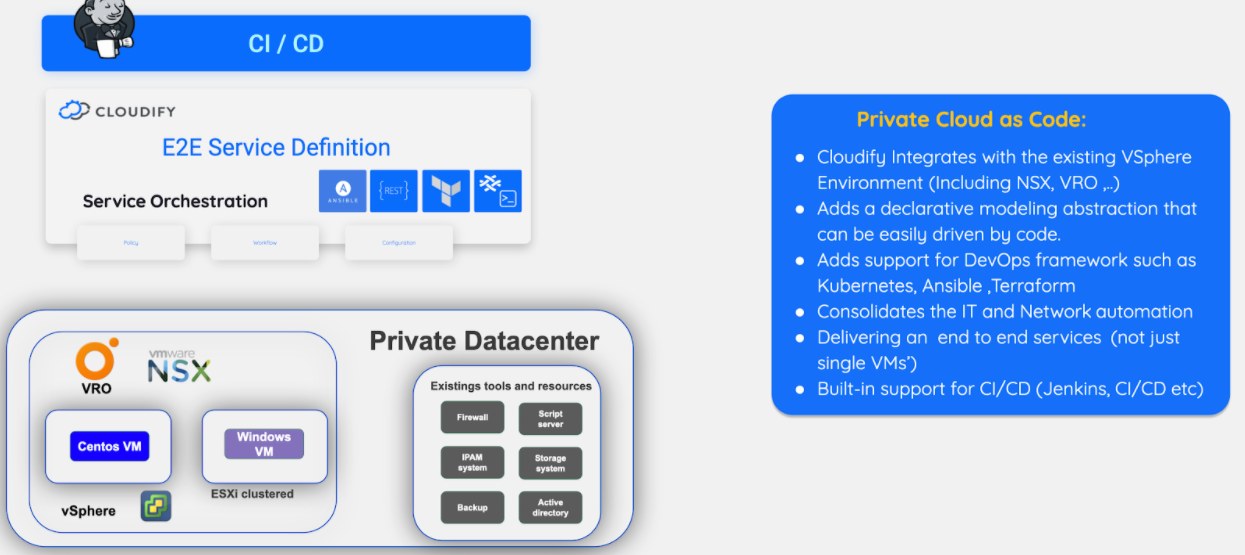 CI / CD
CLOUDIFY
E2E Service Definition
Service Orchestration
A
ANSIBLE
{REST}
Policy
Workflow
Configuration
Private Datacenter
VRO
vmware
NSX
Centos VM
Windows
VM
vSphere
ESXi clustered
Existings tools and resources
Firewall
Script
server
IPAM
system
Storage
system
Backup
Active
directory
Private Cloud as Code:
● Cloudify Integrates with the existing VSphere
Environment (Including NSX, VRO ,..)
● Adds a declarative modeling abstraction that
can be easily driven by code.
● Adds support for DevOps framework such as
Kubernetes, Ansible ,Terraform
● Consolidates the IT and Network automation
● Delivering an  end to end services  (not just
single VMs’)
● Built-in support for CI/CD (Jenkins, CI/CD etc)